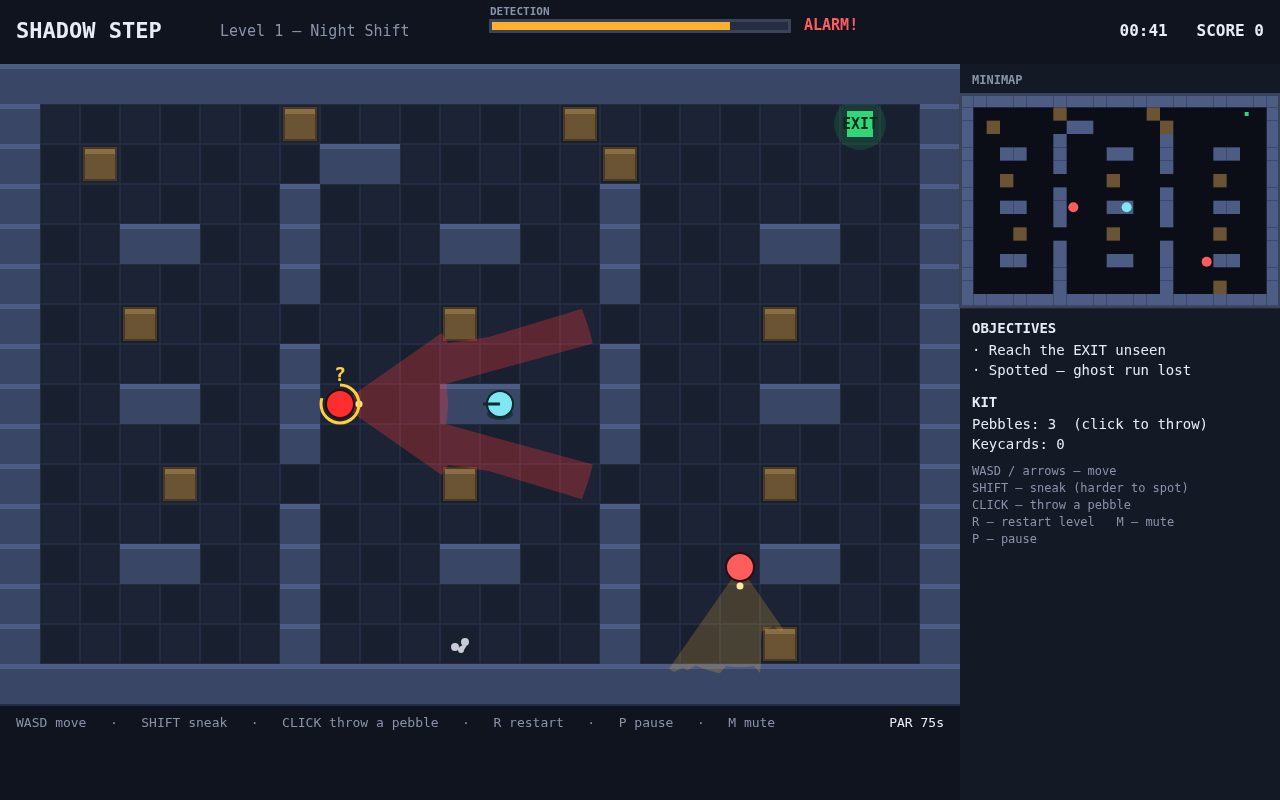 SHADOW STEP
Level 1 — Night Shift
DETECTION
ALARM!
00:41
SCORE 0
MINIMAP
EXIT
?
OBJECTIVES
· Reach the EXIT unseen
· Spotted — ghost run lost
KIT
Pebbles: 3  (click to throw)
Keycards: 0
WASD / arrows — move
SHIFT — sneak (harder to spot)
CLICK — throw a pebble
R — restart level   M — mute
P — pause
WASD move   ·   SHIFT sneak   ·   CLICK throw a pebble   ·   R restart   ·   P pause   ·   M mute
PAR 75s